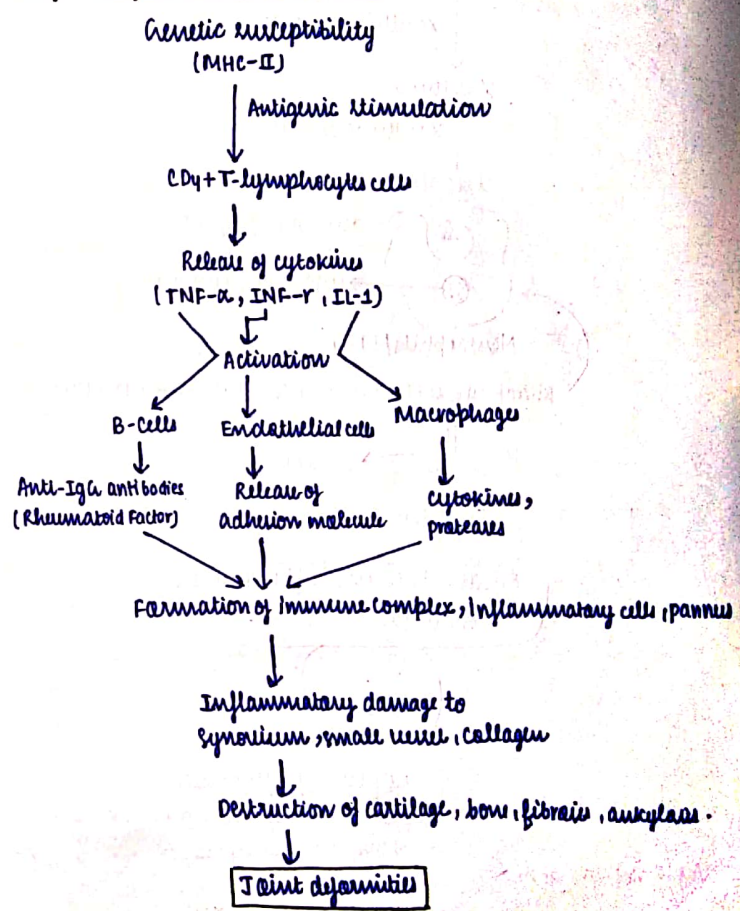 Genetic susceptibility
(MHC-II)
Antigenic stimulation
CD4+ T-lymphocytes cells
Release of cytokines
(TNF-α, INF-r, IL-1)
Activation
B-Cells
Endothelial cells
Macrophages
Anti-IgG antibodies
(Rheumatoid Factor)
Release of
adhesion molecule
cytokines,
proteases
Formation of Immune complex, Inflammatory cells, pannus
Inflammatory damage to
synovium, small vessel, collagen
Destruction of cartilage, bone, fibrosis, ankylosis.
Joint deformities